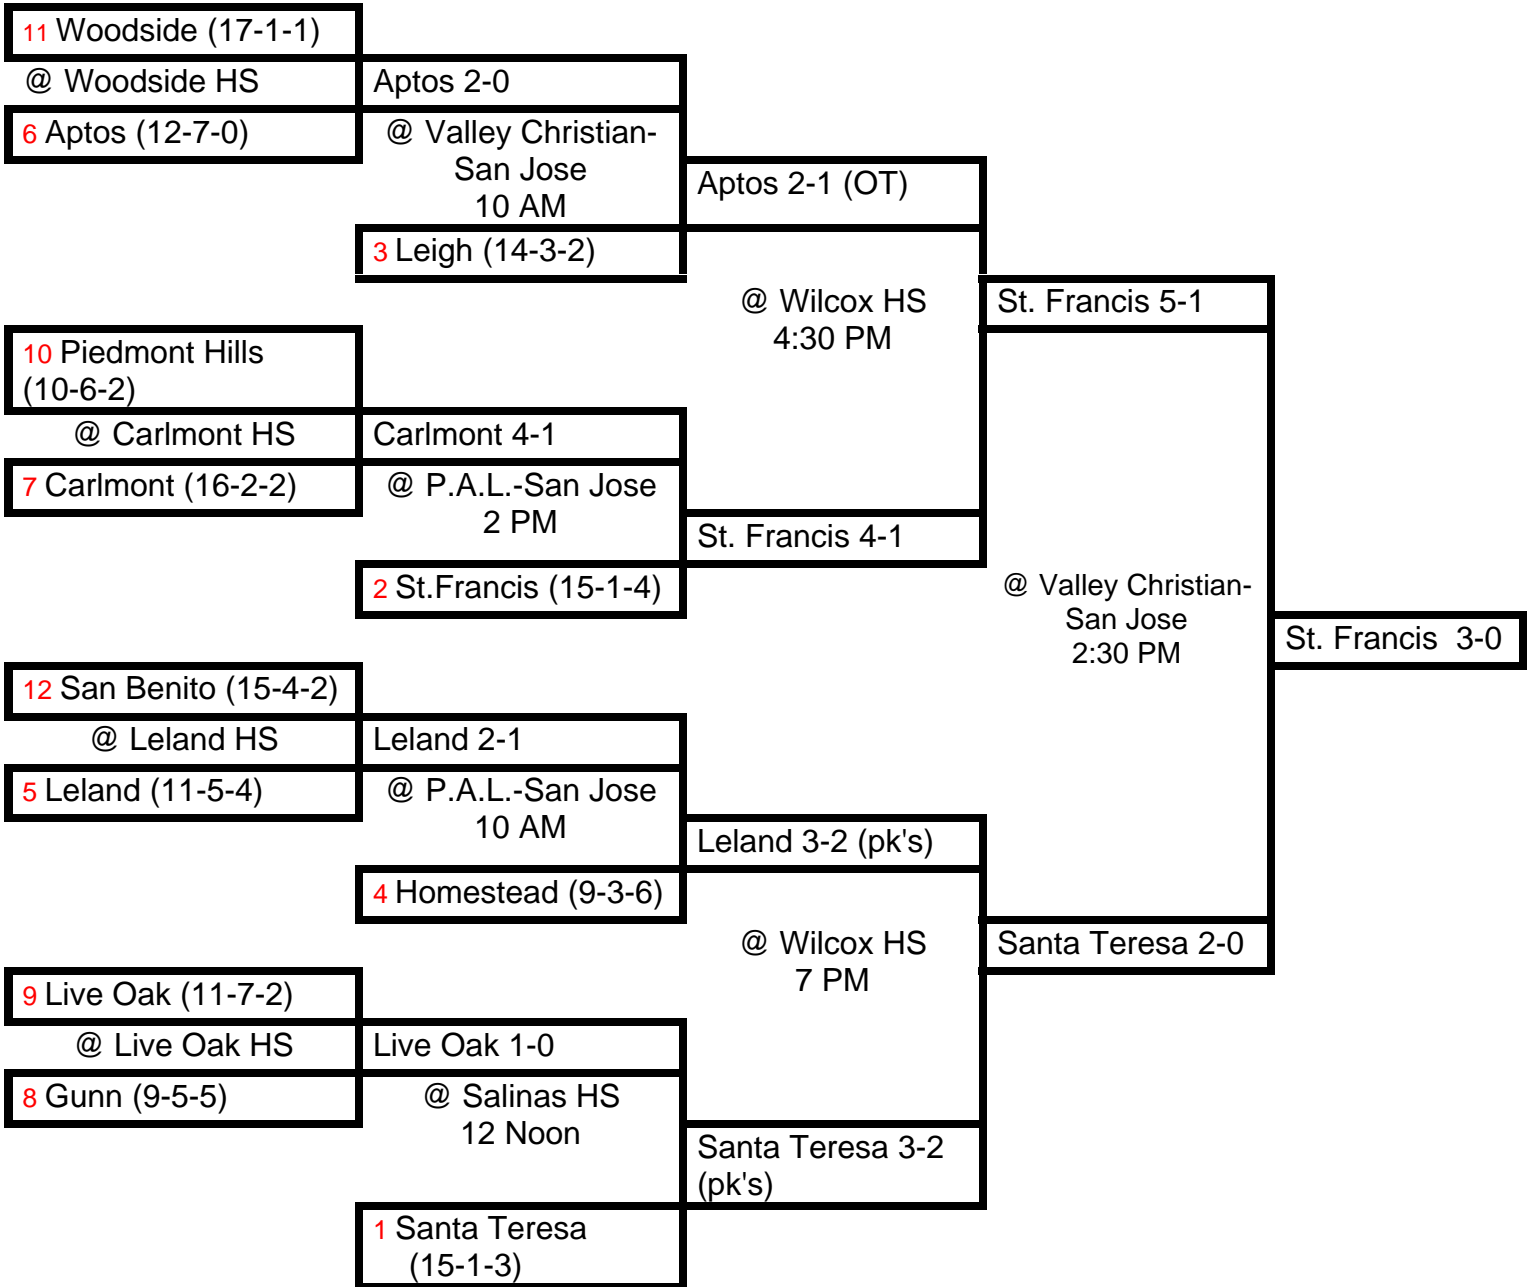 11 Woodside (17-1-1)
@ Woodside HS
6 Aptos (12-7-0)
Aptos 2-0
@ Valley Christian-
San Jose
10 AM
3 Leigh (14-3-2)
Aptos 2-1 (OT)
10 Piedmont Hills
(10-6-2)
@ Carlmont HS
7 Carlmont (16-2-2)
Carlmont 4-1
@ P.A.L.-San Jose
2 PM
2 St.Francis (15-1-4)
St. Francis 4-1
@ Wilcox HS
4:30 PM
St. Francis 5-1
12 San Benito (15-4-2)
@ Leland HS
5 Leland (11-5-4)
Leland 2-1
@ P.A.L.-San Jose
10 AM
4 Homestead (9-3-6)
Leland 3-2 (pk's)
9 Live Oak (11-7-2)
@ Live Oak HS
8 Gunn (9-5-5)
Live Oak 1-0
@ Salinas HS
12 Noon
1 Santa Teresa
(15-1-3)
Santa Teresa 3-2
(pk's)
@ Wilcox HS
7 PM
Santa Teresa 2-0
@ Valley Christian-
San Jose
2:30 PM
St. Francis  3-0